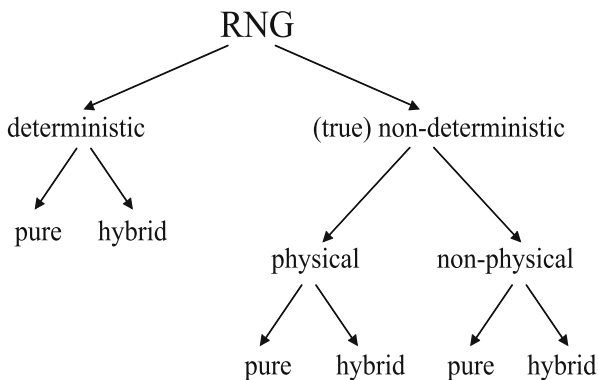 RNG
deterministic
(true) non-deterministic
pure
hybrid
physical
non-physical
pure
hybrid
pure
hybrid